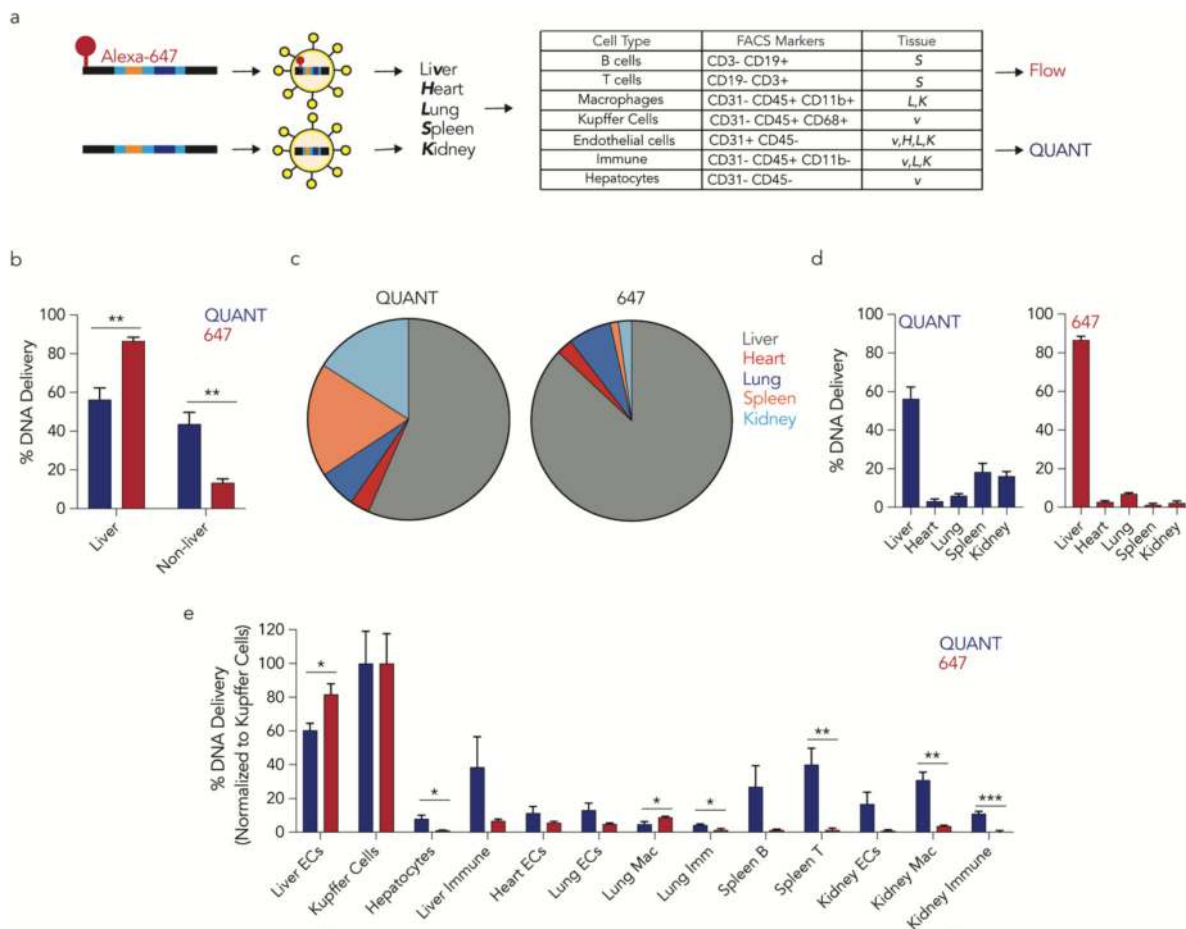 a
Alexa-647
Liver
Heart
Lung
Spleen
Kidney
Cell Type FACS Markers Tissue
B cells CD3- CD19+ S
T cells CD19- CD3+ S
Macrophages CD31- CD45+ CD11b+ L,K
Kupffer Cells CD31- CD45+ CD68+ v
Endothelial cells CD31+ CD45- v,H,L,K
Immune CD31- CD45+ CD11b- v,L,K
Hepatocytes CD31- CD45- v
Flow
QUANT
b
% DNA Delivery
100
80
60
40
20
0
**
**
QUANT
647
Liver
Non-liver
c
QUANT
647
Liver
Heart
Lung
Spleen
Kidney
d
% DNA Delivery
100
80
60
40
20
0
QUANT
Liver
Heart
Lung
Spleen
Kidney
100
80
60
40
20
0
647
Liver
Heart
Lung
Spleen
Kidney
e
% DNA Delivery
(Normalized to Kupffer Cells)
120
100
80
60
40
20
0
*
*
*
*
**
**
***
QUANT
647
Liver ECs
Kupffer Cells
Hepatocytes
Liver Immune
Heart ECs
Lung ECs
Lung Mac
Lung Imm
Spleen B
Spleen T
Kidney ECs
Kidney Mac
Kidney Immune